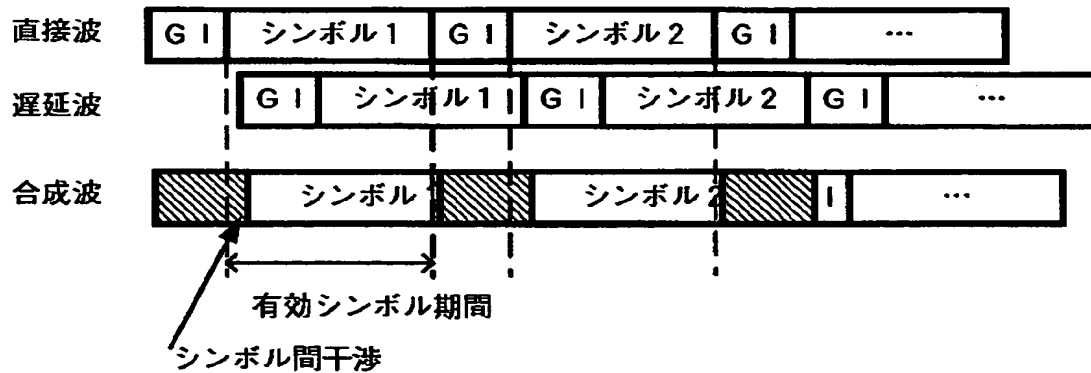 直接波 GI シンボル1 GI シンボル2 GI …
遅延波 GI シンボル1 GI シンボル2 GI …
合成波 シンボル シンボル2 I …
有効シンボル期間
シンボル間干渉